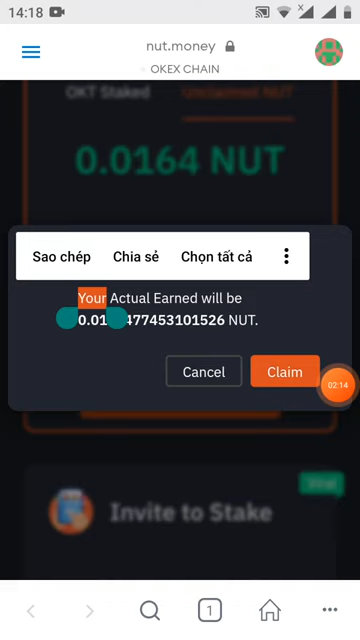 14:18
nut.money
OKEX CHAIN
OKT Staked
Unclaimed NUT
0.0164 NUT
Sao chép Chia sẻ Chọn tất cả
Your Actual Earned will be
NUT.
Cancel Claim
02:14
Invite to Stake
1